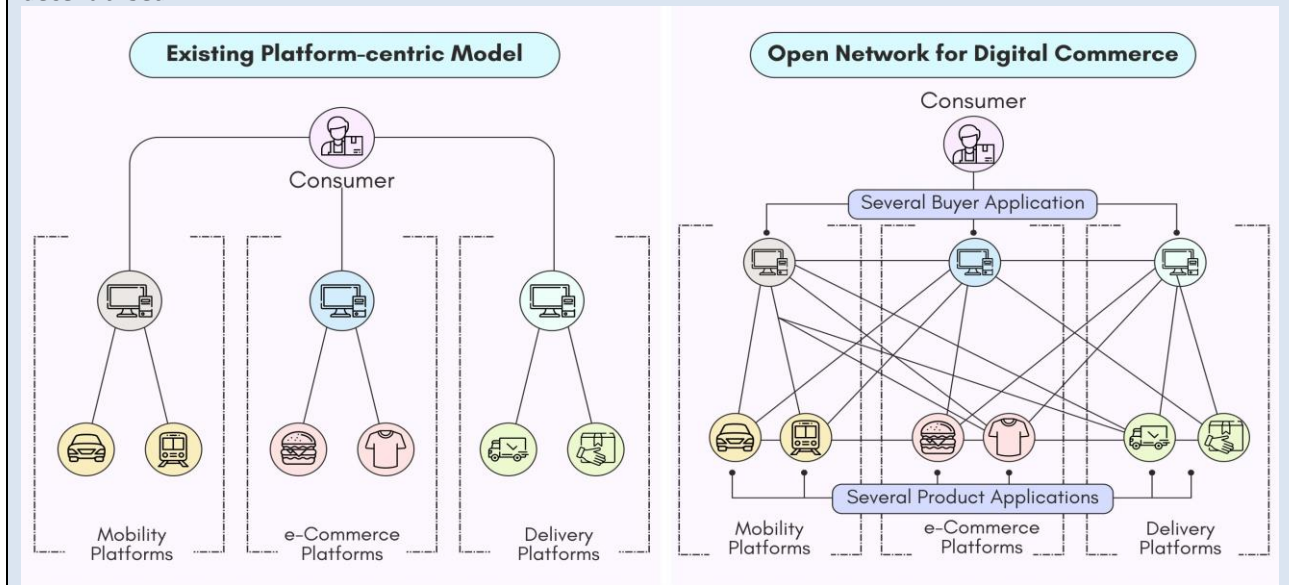 Existing Platform-centric Model
Consumer
Mobility
Platforms
e-Commerce
Platforms
Delivery
Platforms
Open Network for Digital Commerce
Consumer
Several Buyer Application
Several Product Applications
Mobility
Platforms
e-Commerce
Platforms
Delivery
Platforms